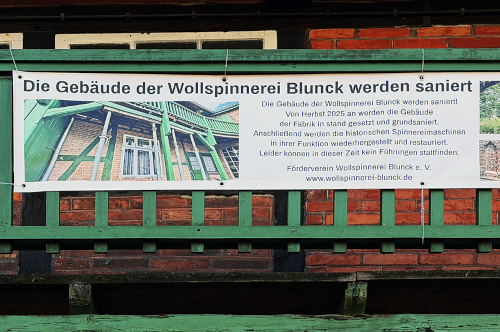 Die Gebäude der Wollspinnerei Blunck werden saniert
Die Gebäude der Wollspinnerei Blunck werden saniert!
Von Herbst 2025 an werden die Gebäude
der Fabrik in stand gesetzt und grundsaniert.
Anschließend werden die historischen Spinnereimaschinen
in ihrer Funktion wiederhergestellt und restauriert.
Leider können in dieser Zeit kein Führungen stattfinden.
Förderverein Wollspinnerei Blunck e. V.
www.wollspinnerei-blunck.de